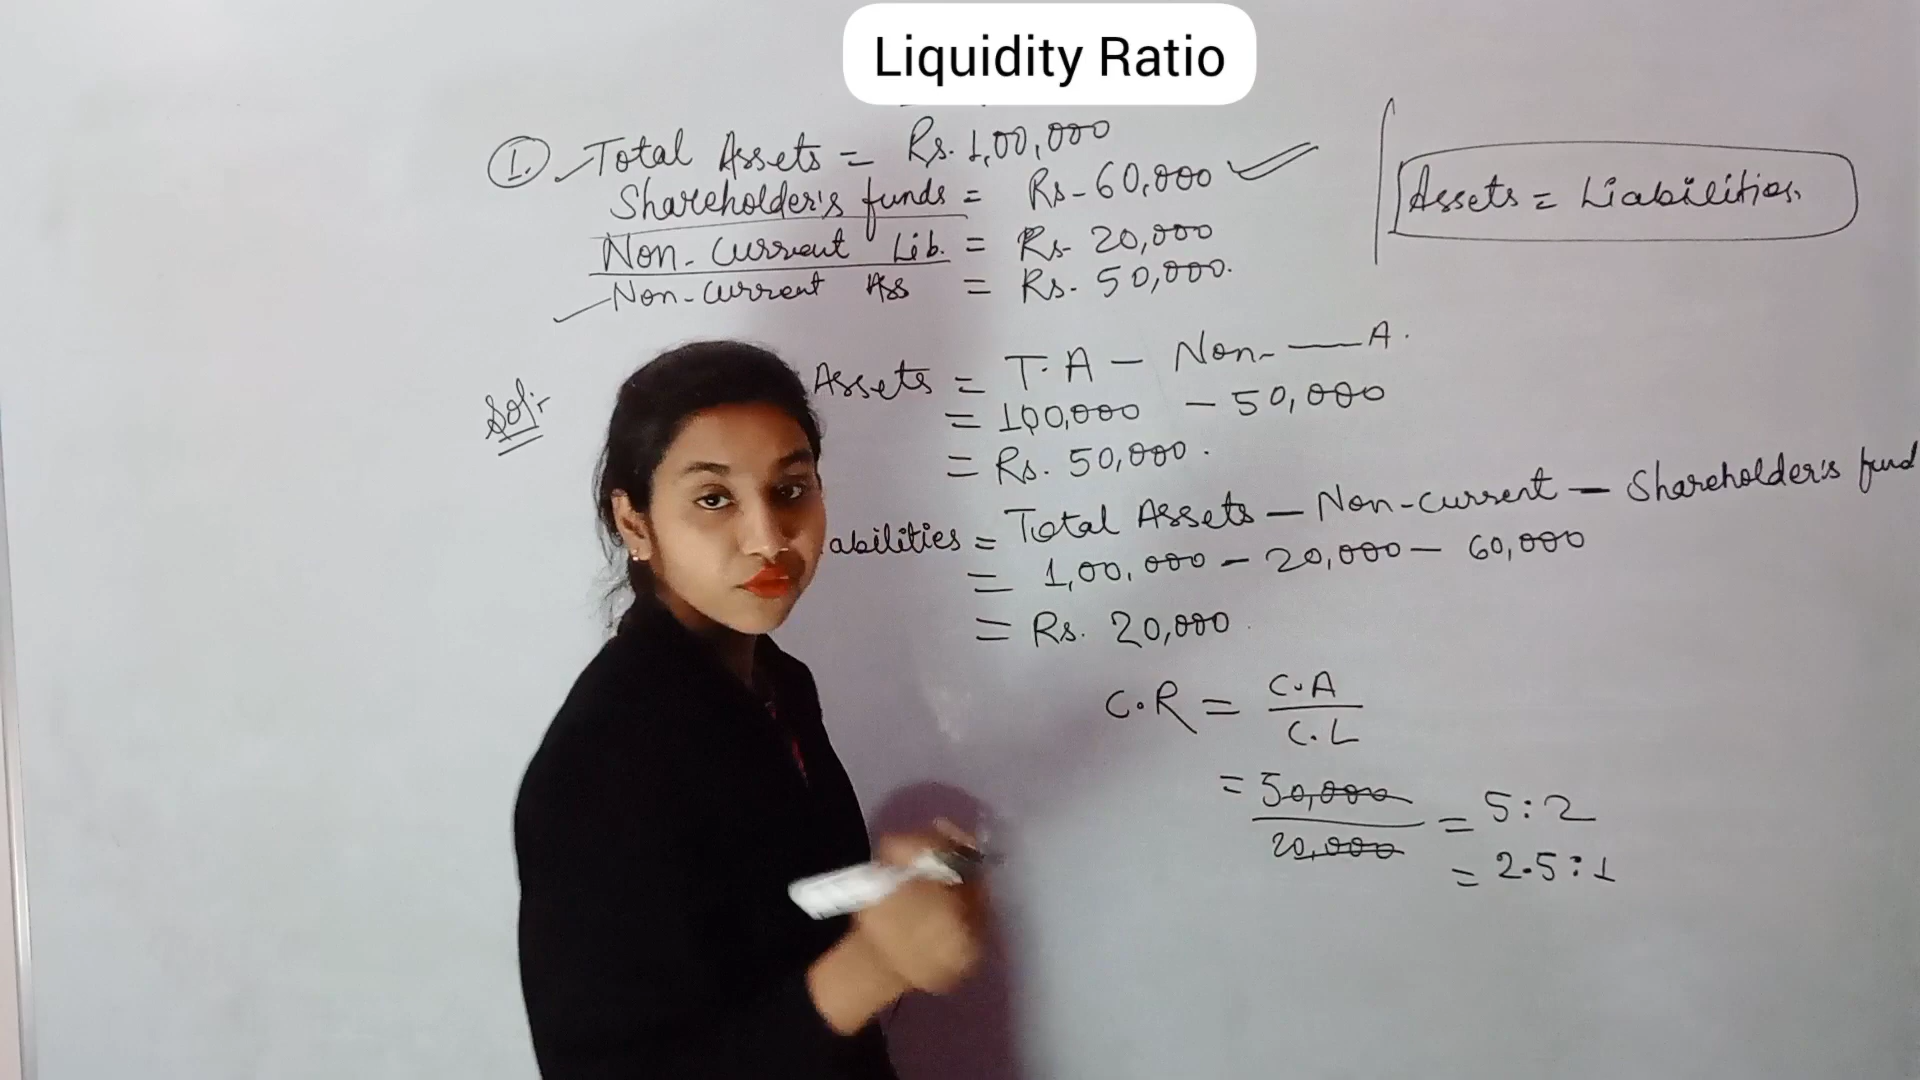 Liquidity Ratio
1. Total Assets = Rs. 1,00,000
Shareholder's funds = Rs - 60,000
Non-Current Lib. = Rs- 20,000
Non-Current Ass = Rs. 50,000.
Assets = Liabilities.
Sol:-
Assets = T.A - Non- — A.
= 100,000 - 50,000
= Rs. 50,000.
abilities = Total Assets - Non-current - Shareholder's fund
= 1,00,000 - 20,000 - 60,000
= Rs. 20,000
C.R = C.A
C.L
= 50,000
20,000
= 5:2
= 2.5:1